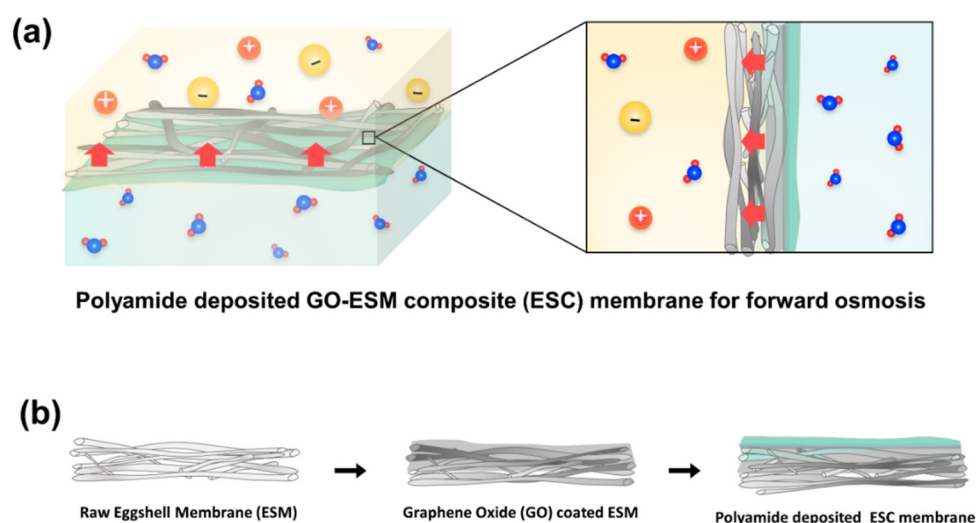 (a)
Polyamide deposited GO-ESM composite (ESC) membrane for forward osmosis
(b)
Raw Eggshell Membrane (ESM)
Graphene Oxide (GO) coated ESM
Polyamide deposited ESC membrane